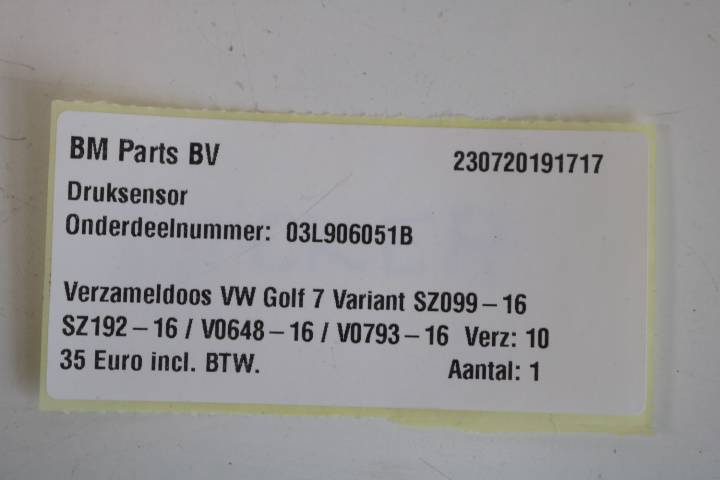 BM Parts BV 230720191717
Druksensor
Onderdeelnummer: 03L906051B
Verzameldoos VW Golf 7 Variant SZ099-16
SZ192-16 / V0648-16 / V0793-16 Verz: 10
35 Euro incl. BTW. Aantal: 1